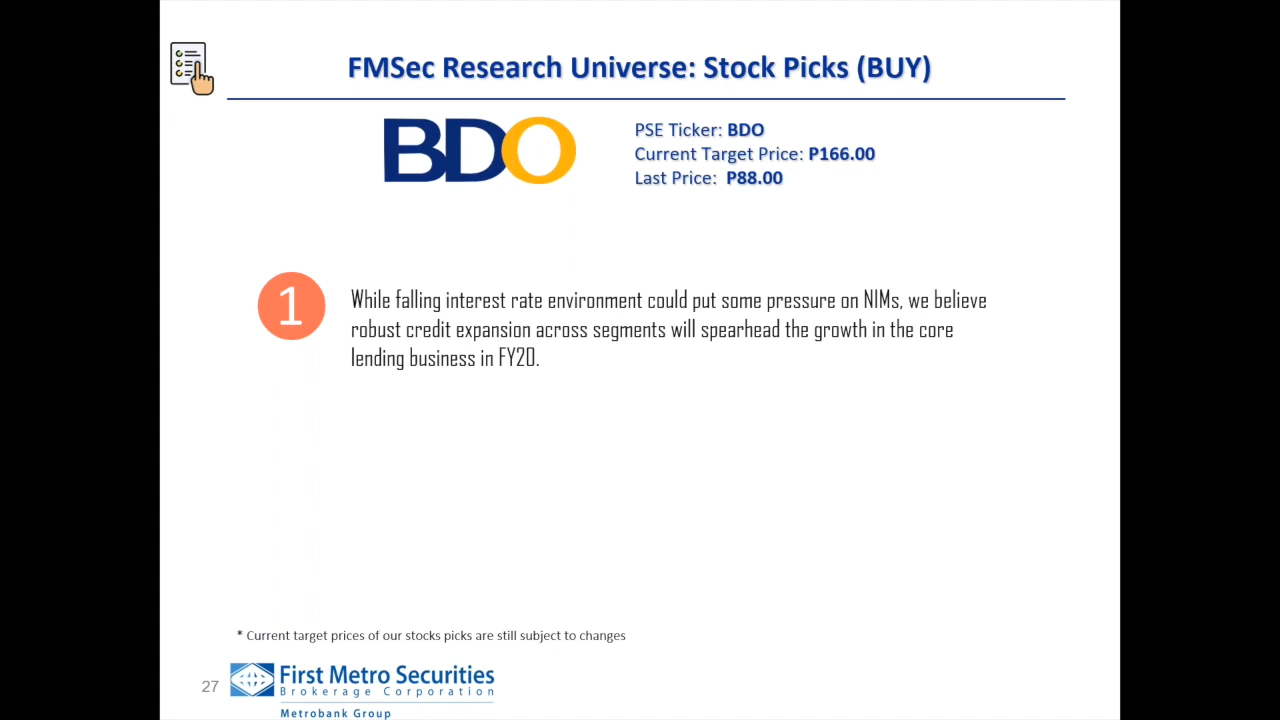 FMSec Research Universe: Stock Picks (BUY)
BDO
PSE Ticker: BDO
Current Target Price: P166.00
Last Price: P88.00
1
While falling interest rate environment could put some pressure on NIMs, we believe
robust credit expansion across segments will spearhead the growth in the core
lending business in FY20.
* Current target prices of our stocks picks are still subject to changes
27
First Metro Securities
Brokerage Corporation
Metrobank Group